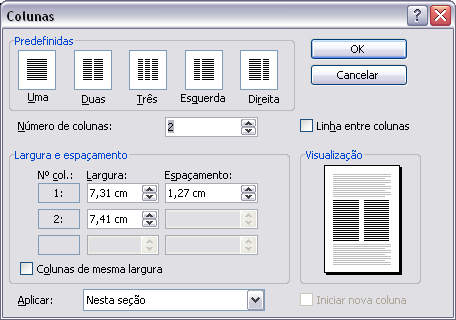 Colunas
Predefinidas
Uma Duas Três Esquerda Direita
OK
Cancelar
Número de colunas: 2
Linha entre colunas
Largura e espaçamento
Visualização
Nº col.: Largura: Espaçamento:
1: 7,31 cm 1,27 cm
2: 7,41 cm
Colunas de mesma largura
Aplicar: Nesta seção
Iniciar nova coluna